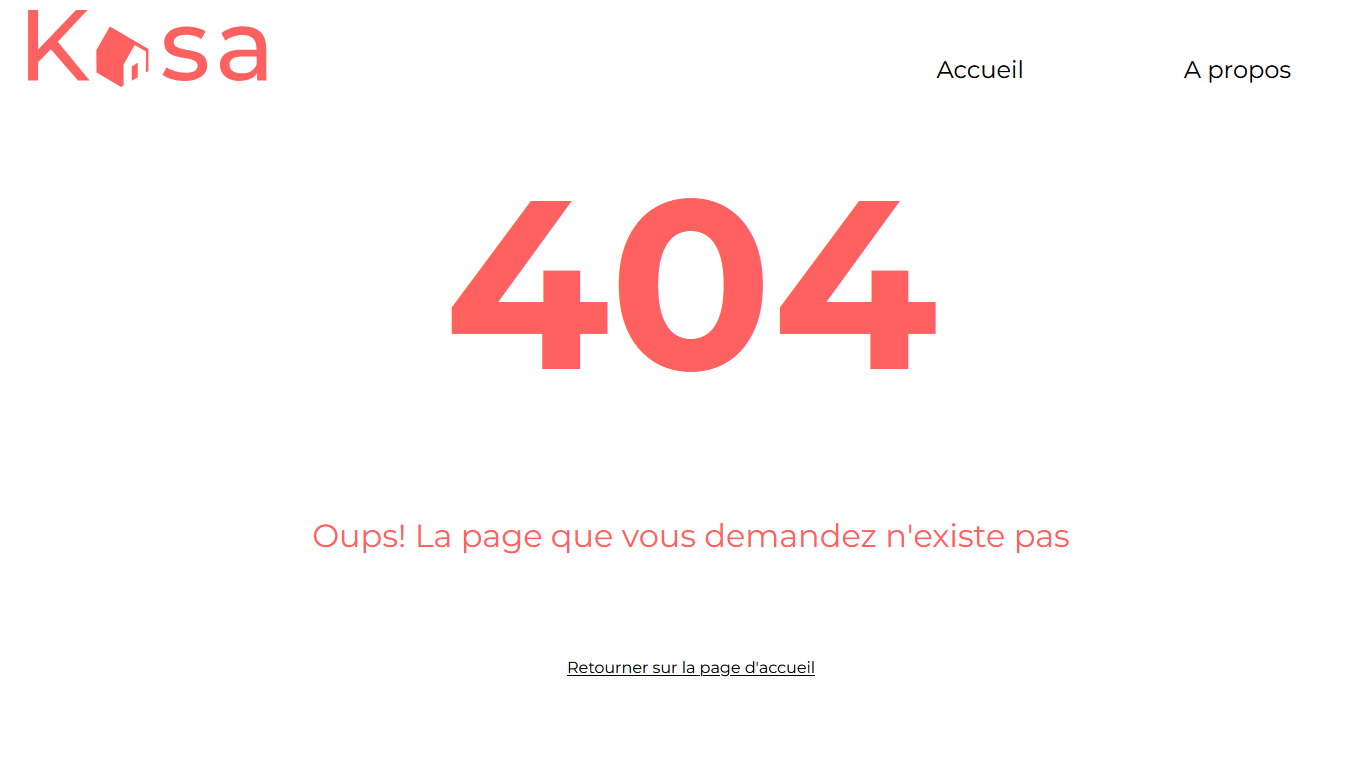 Kasa
Accueil
A propos
404
Oups! La page que vous demandez n'existe pas
Retourner sur la page d'accueil